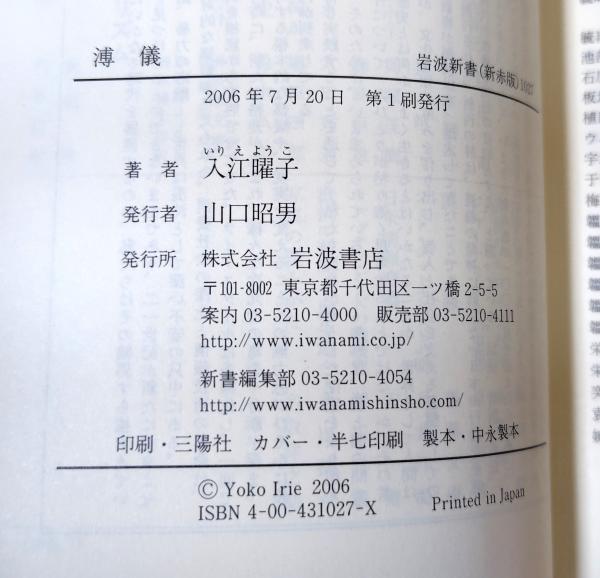 溥儀
岩波新書(新赤版)1027
2006年7月20日 第1刷発行
いりえようこ
著者 入江曜子
発行者 山口昭男
発行所 株式会社 岩波書店
〒101-8002 東京都千代田区一ツ橋2-5-5
案内 03-5210-4000 販売部 03-5210-4111
http://www.iwanami.co.jp/
新書編集部 03-5210-4054
http://www.iwanamishinsho.com/
印刷・三陽社 カバー・半七印刷 製本・中永製本
© Yoko Irie 2006
ISBN 4-00-431027-X
Printed in Japan